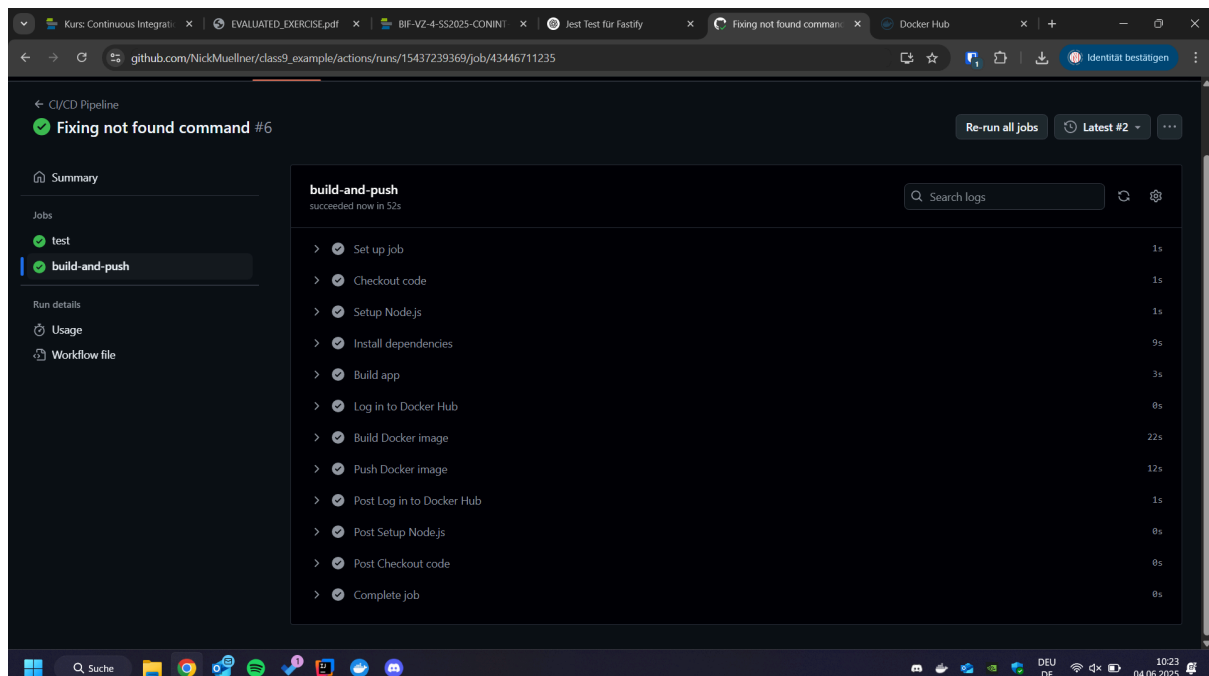 Kurs: Continuous Integratio
EVALUATED_EXERCISE.pdf
BIF-VZ-4-SS2025-CONINT-
Jest Test für Fastify
Fixing not found command
Docker Hub
github.com/NickMuellner/class9_example/actions/runs/15437239369/job/43446711235
Identität bestätigen
CI/CD Pipeline
Fixing not found command #6
Re-run all jobs
Latest #2
Summary
Jobs
test
build-and-push
Run details
Usage
Workflow file
build-and-push
succeeded now in 52s
Search logs
Set up job 1s
Checkout code 1s
Setup Node.js 1s
Install dependencies 9s
Build app 3s
Log in to Docker Hub 0s
Build Docker image 22s
Push Docker image 12s
Post Log in to Docker Hub 1s
Post Setup Node.js 0s
Post Checkout code 0s
Complete job 0s
Suche
DEU
DE
10:23
04.06.2025